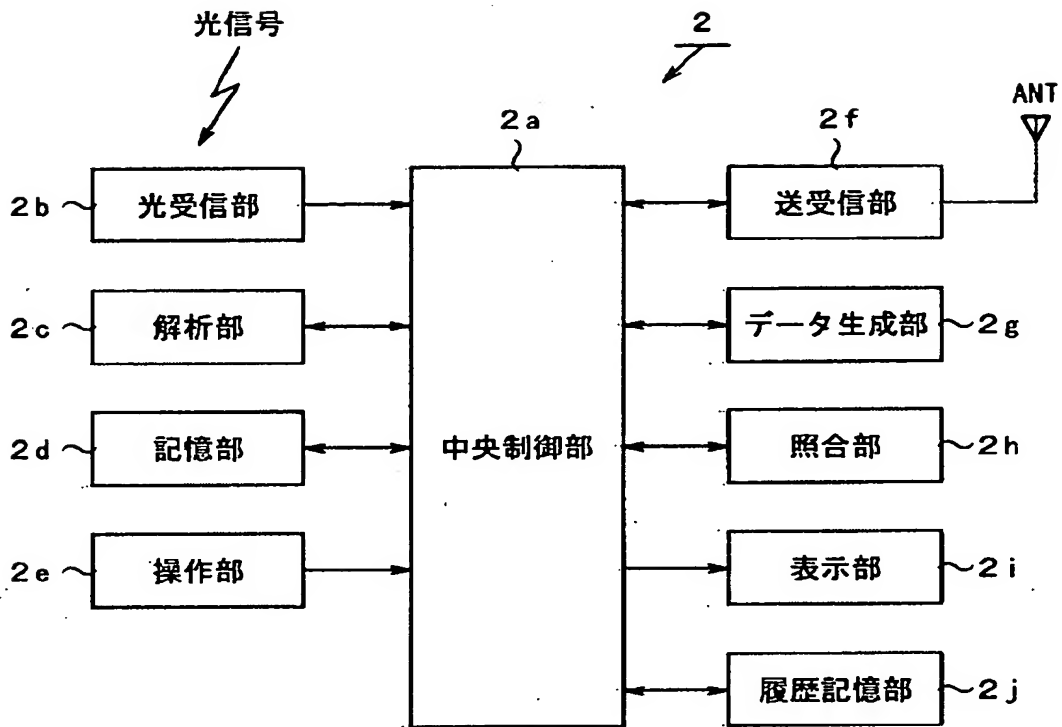 光信号
2
ANT
2a
2f
2b 光受信部
送受信部
2c 解析部
データ生成部 2g
2d 記憶部
中央制御部
照合部 2h
2e 操作部
表示部 2i
履歴記憶部 2j